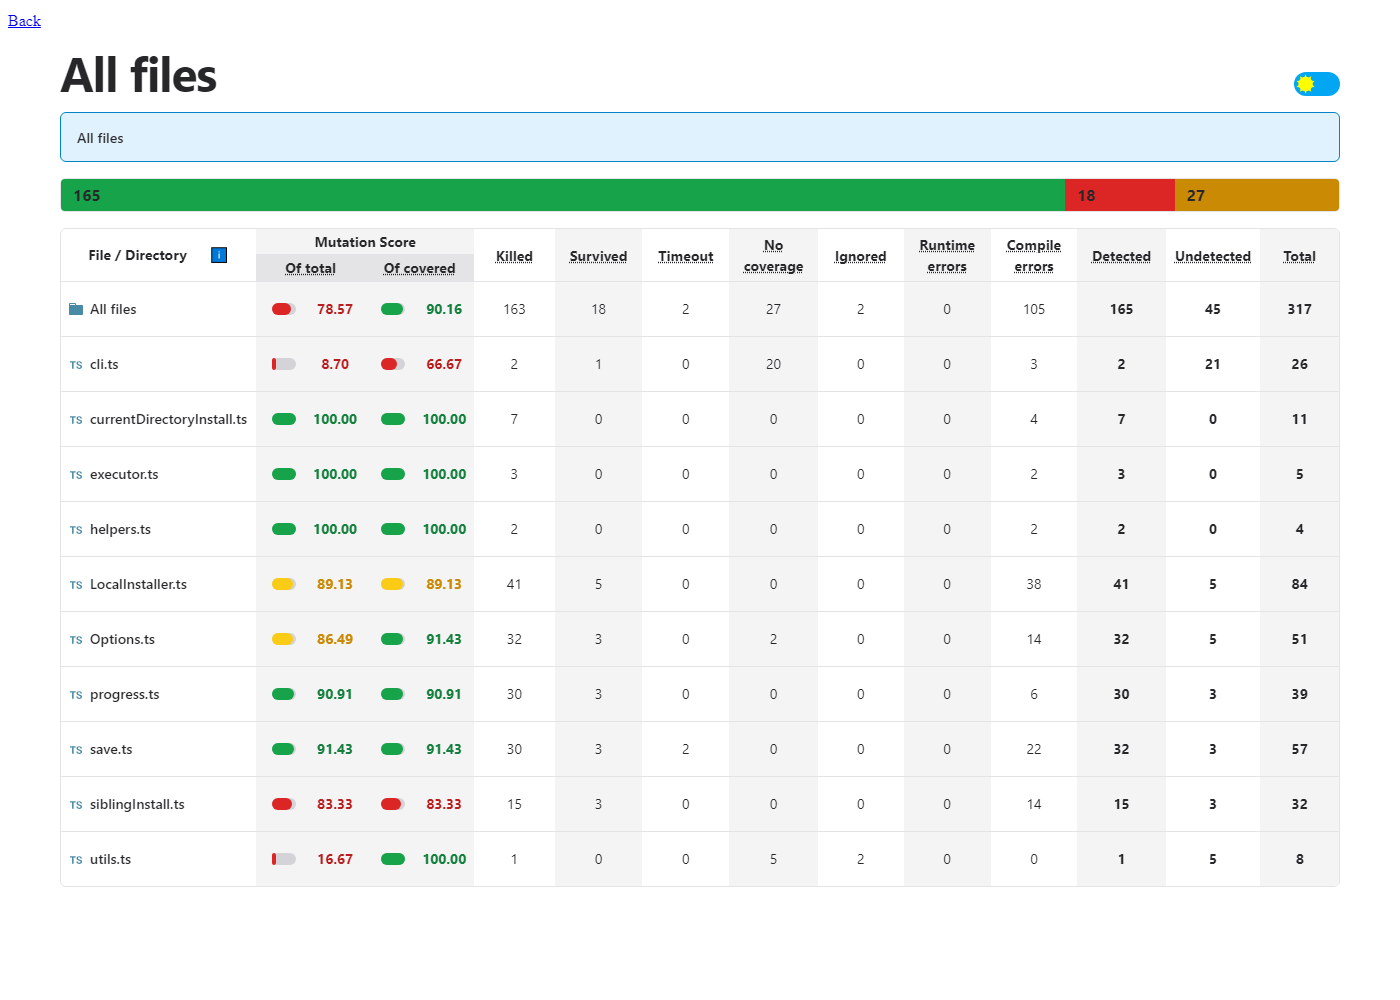 Back
All files
All files
165 18 27
File / Directory i Mutation Score Of total Of covered Killed Survived Timeout No coverage Ignored Runtime errors Compile errors Detected Undetected Total
All files 78.57 90.16 163 18 2 27 2 0 105 165 45 317
TS cli.ts 8.70 66.67 2 1 0 20 0 0 3 2 21 26
TS currentDirectoryInstall.ts 100.00 100.00 7 0 0 0 0 0 4 7 0 11
TS executor.ts 100.00 100.00 3 0 0 0 0 0 2 3 0 5
TS helpers.ts 100.00 100.00 2 0 0 0 0 0 2 2 0 4
TS LocalInstaller.ts 89.13 89.13 41 5 0 0 0 0 38 41 5 84
TS Options.ts 86.49 91.43 32 3 0 2 0 0 14 32 5 51
TS progress.ts 90.91 90.91 30 3 0 0 0 0 6 30 3 39
TS save.ts 91.43 91.43 30 3 2 0 0 0 22 32 3 57
TS siblingInstall.ts 83.33 83.33 15 3 0 0 0 0 14 15 3 32
TS utils.ts 16.67 100.00 1 0 0 5 2 0 0 1 5 8